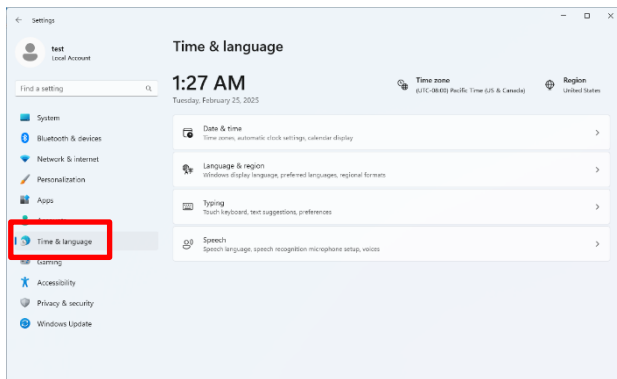 Settings
test
Local Account
Find a setting
System
Bluetooth & devices
Network & internet
Personalization
Apps
Time & language
Gaming
Accessibility
Privacy & security
Windows Update
Time & language
1:27 AM
Tuesday, February 25, 2025
Time zone
(UTC-08:00) Pacific Time (US & Canada)
Region
United States
Date & time
Time zones, automatic clock settings, calendar display
Language & region
Windows display language, preferred languages, regional formats
Typing
Touch keyboard, text suggestions, preferences
Speech
Speech language, speech recognition microphone setup, voices